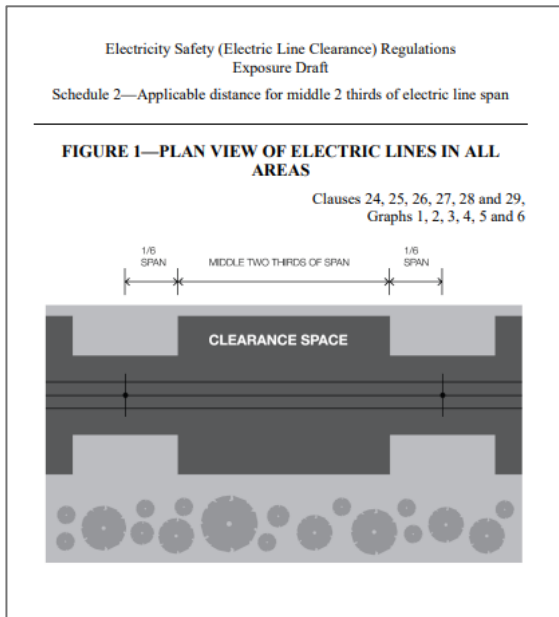 Electricity Safety (Electric Line Clearance) Regulations
Exposure Draft
Schedule 2—Applicable distance for middle 2 thirds of electric line span
FIGURE 1—PLAN VIEW OF ELECTRIC LINES IN ALL
AREAS
Clauses 24, 25, 26, 27, 28 and 29,
Graphs 1, 2, 3, 4, 5 and 6
1/6
SPAN
MIDDLE TWO THIRDS OF SPAN
1/6
SPAN
CLEARANCE SPACE